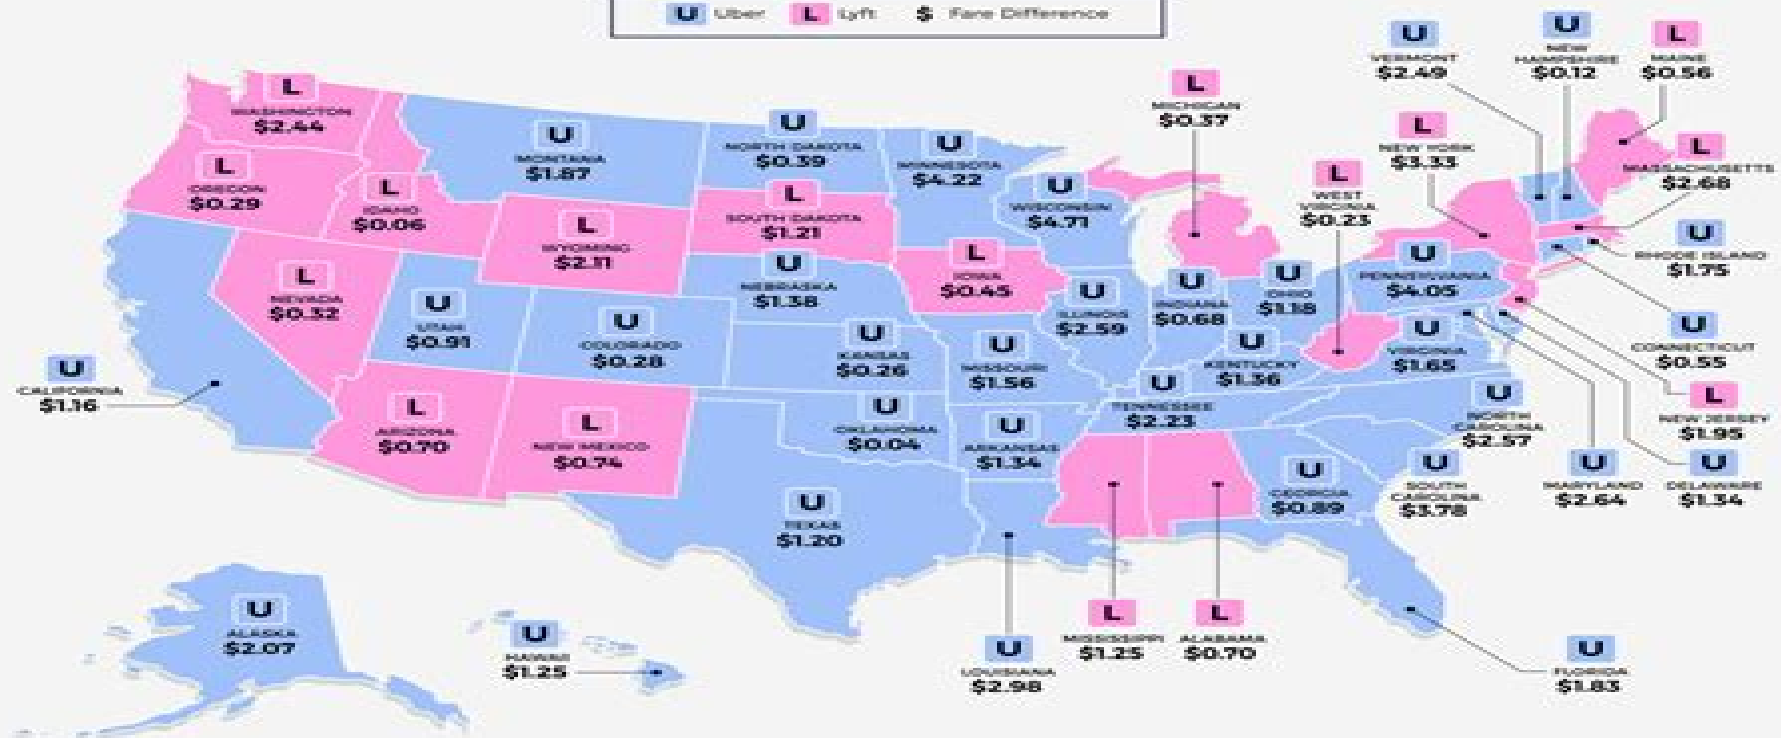 U Uber L Lyft $ Fare Difference
U
VERMONT
$2.49
U
NEW
HAMPSHIRE
$0.12
L
MAINE
$0.56
L
WASHINGTON
$2.44
L
MICHIGAN
$0.37
U
MONTANA
$1.87
U
NORTH DAKOTA
$0.39
U
MINNESOTA
$4.22
L
NEW YORK
$3.33
L
MASSACHUSETTS
$2.68
L
OREGON
$0.29
L
IDAHO
$0.06
L
WYOMING
$2.11
L
SOUTH DAKOTA
$1.21
U
WISCONSIN
$4.71
L
WEST
VIRGINIA
$0.23
U
RHODE ISLAND
$1.75
L
NEVADA
$0.32
U
UTAH
$0.91
U
COLORADO
$0.28
U
NEBRASKA
$1.38
L
IOWA
$0.45
U
ILLINOIS
$2.59
U
INDIANA
$0.68
U
OHIO
$1.18
U
PENNSYLVANIA
$4.05
U
CONNECTICUT
$0.55
U
CALIFORNIA
$1.16
U
KANSAS
$0.26
U
MISSOURI
$1.56
U
KENTUCKY
$1.36
U
VIRGINIA
$1.65
L
NEW JERSEY
$1.95
L
ARIZONA
$0.70
L
NEW MEXICO
$0.74
U
OKLAHOMA
$0.04
U
ARKANSAS
$1.34
U
TENNESSEE
$2.23
U
NORTH
CAROLINA
$2.57
U
TEXAS
$1.20
U
GEORGIA
$0.89
U
SOUTH
CAROLINA
$3.78
U
MARYLAND
$2.64
U
DELAWARE
$1.34
U
ALASKA
$2.07
U
HAWAII
$1.25
U
LOUISIANA
$2.98
L
MISSISSIPPI
$1.25
L
ALABAMA
$0.70
U
FLORIDA
$1.83